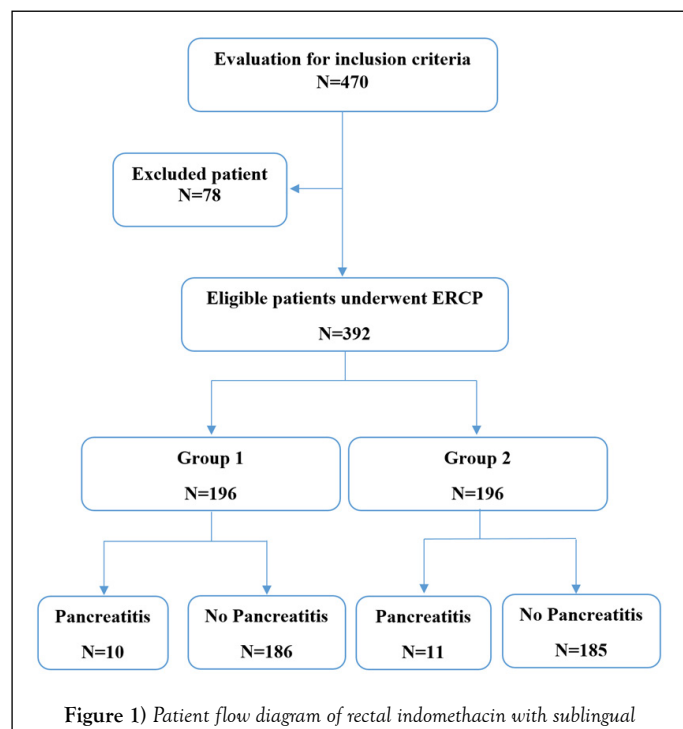 Evaluation for inclusion criteria
N=470
Excluded patient
N=78
Eligible patients underwent ERCP
N=392
Group 1
N=196
Group 2
N=196
Pancreatitis
N=10
No Pancreatitis
N=186
Pancreatitis
N=11
No Pancreatitis
N=185
Figure 1) Patient flow diagram of rectal indomethacin with sublingual